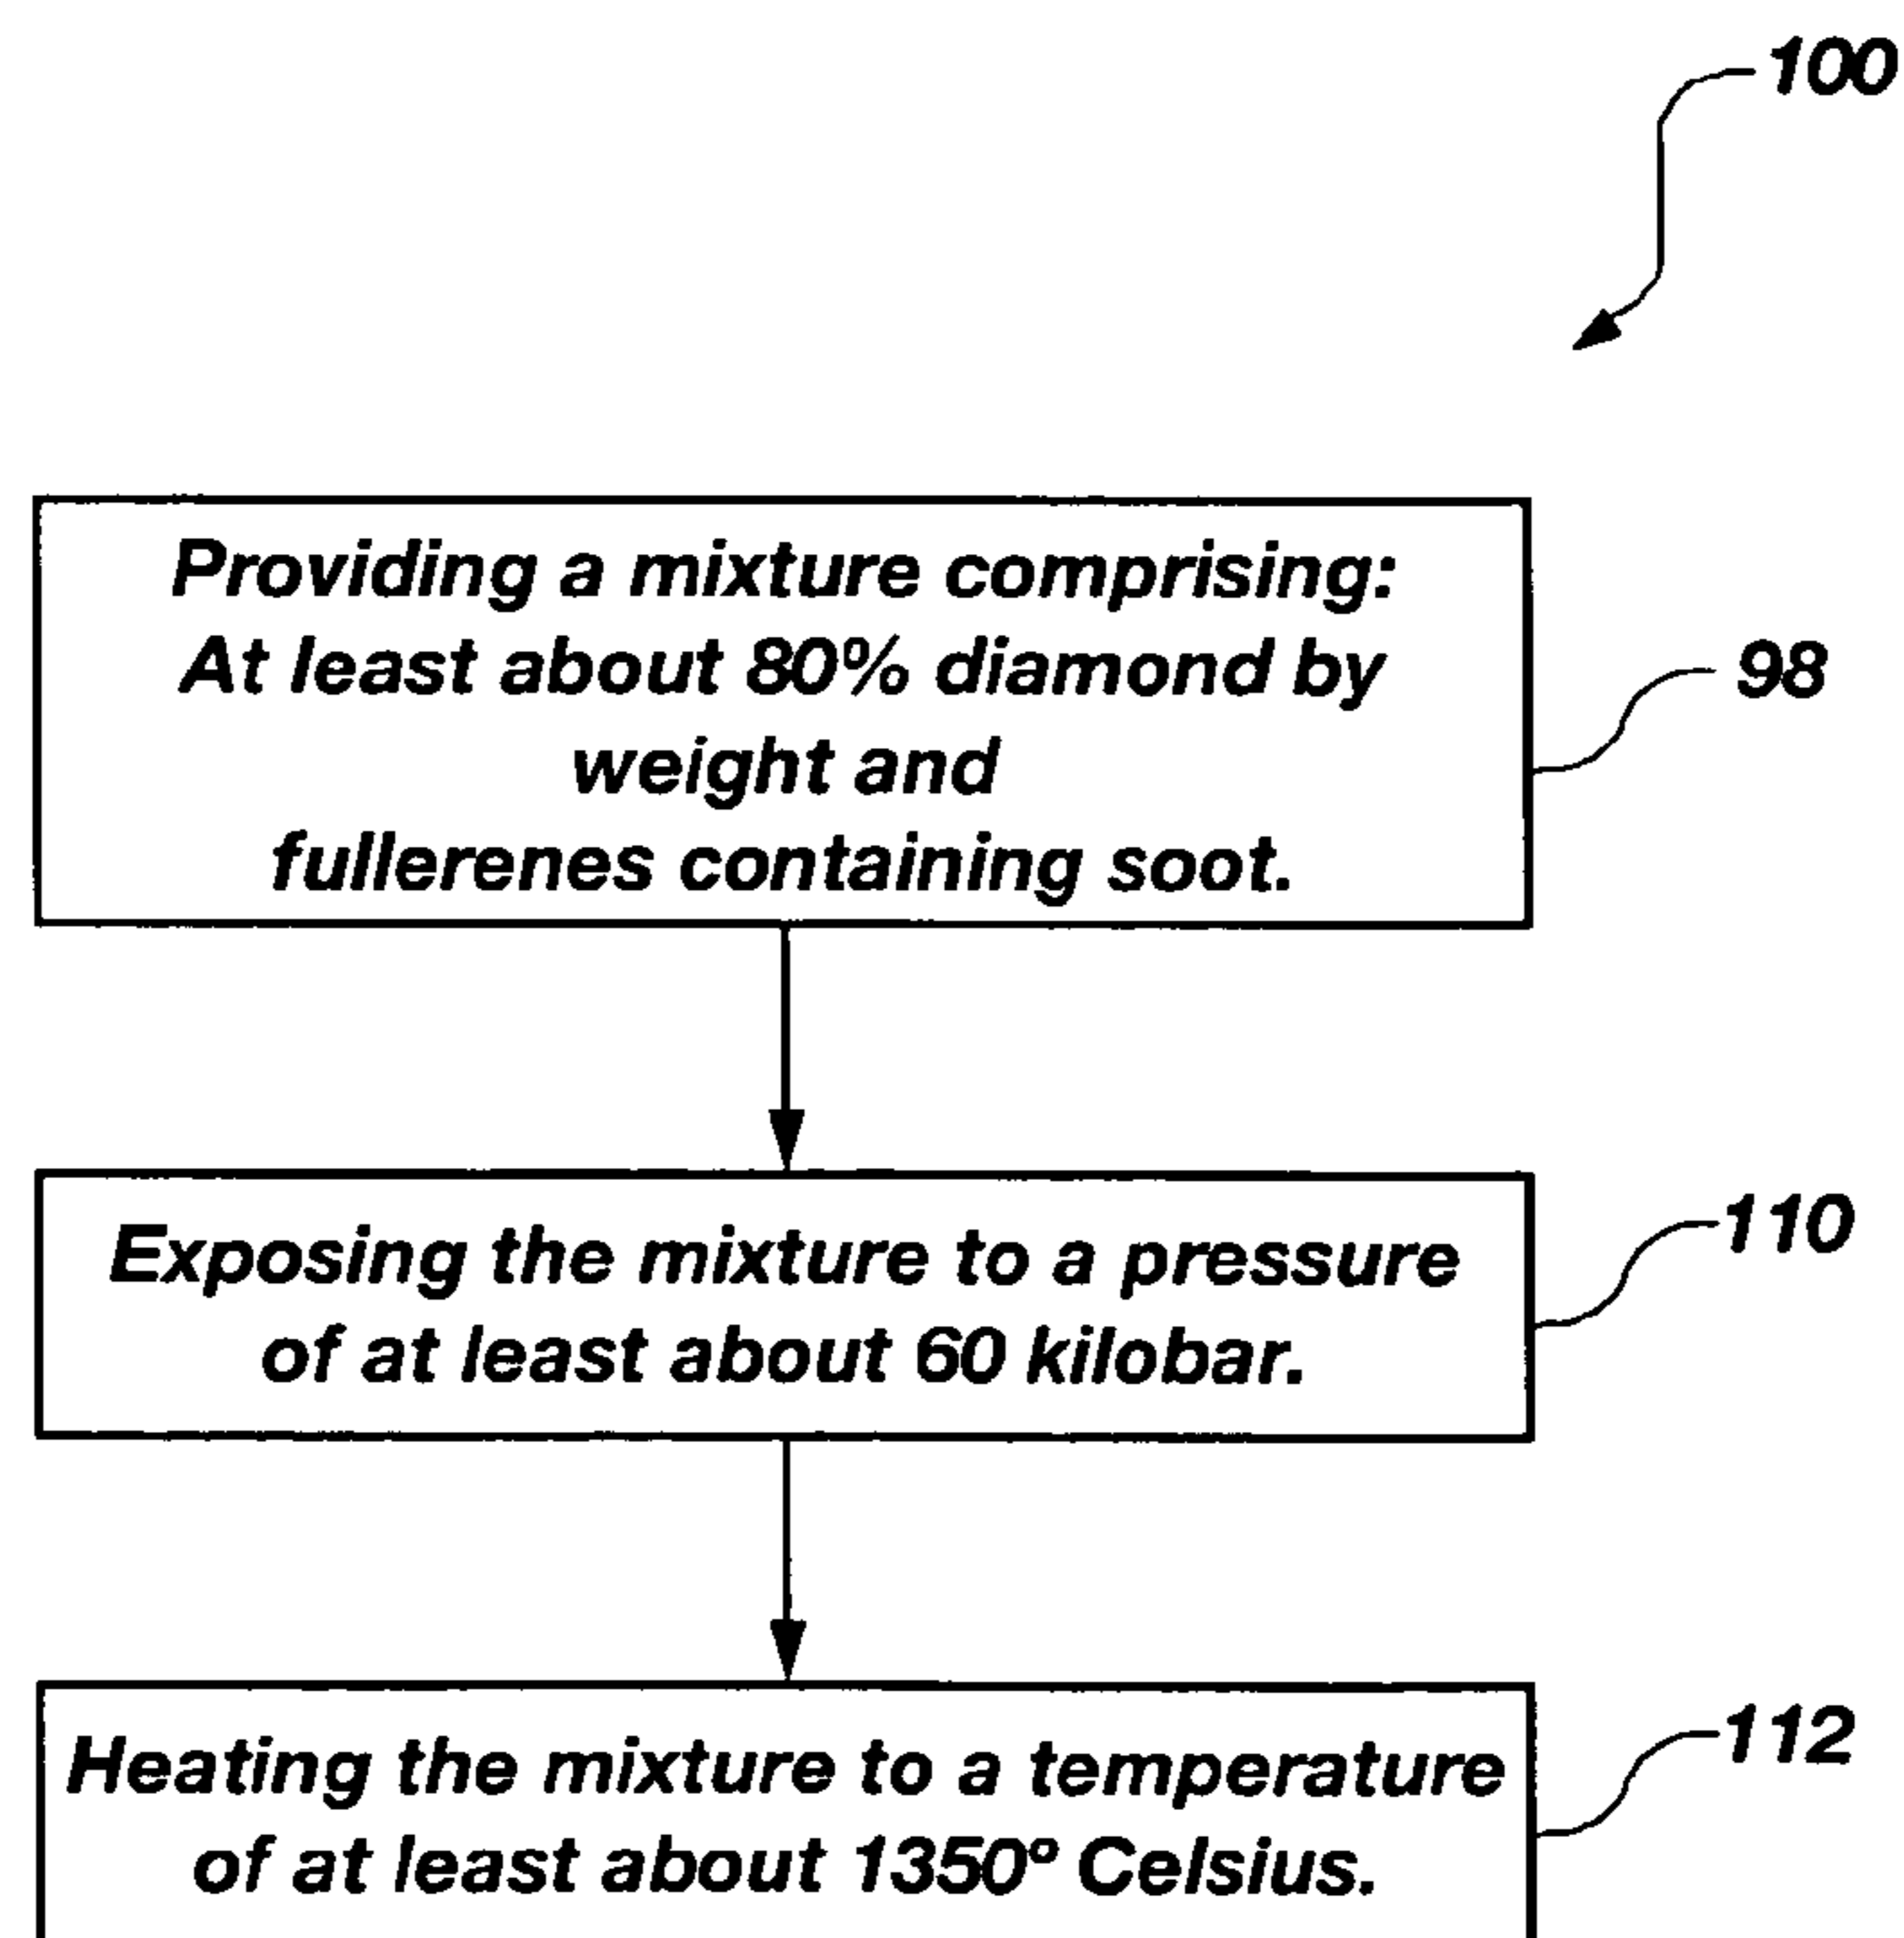 100
Providing a mixture comprising:
At least about 80% diamond by
weight and
fullerenes containing soot.
98
Exposing the mixture to a pressure
of at least about 60 kilobar.
110
Heating the mixture to a temperature
of at least about 1350° Celsius.
112